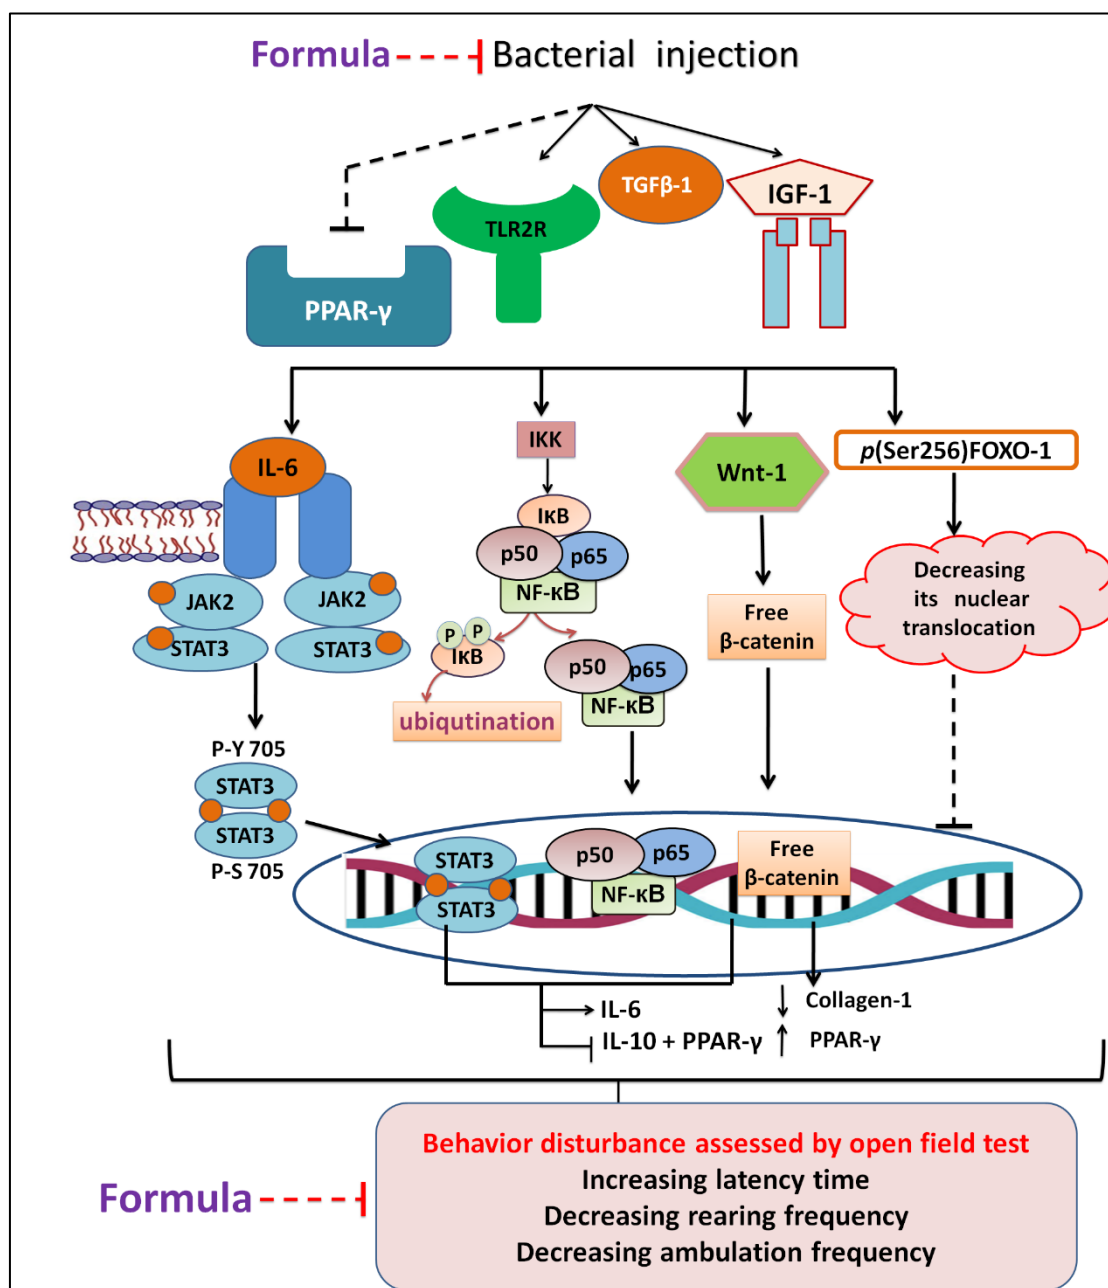 Formula
Bacterial injection
TGFβ-1
IGF-1
TLR2R
PPAR-γ
IL-6
IKK
Wnt-1
p(Ser256)FOXO-1
IκB
p50
p65
NF-κB
JAK2
JAK2
STAT3
STAT3
P
P
IκB
ubiqutination
p50
p65
NF-κB
Free
β-catenin
Decreasing
its nuclear
translocation
P-Y 705
STAT3
STAT3
P-S 705
STAT3
STAT3
p50
p65
NF-κB
Free
β-catenin
IL-6
IL-10 + PPAR-γ
Collagen-1
PPAR-γ
Formula
Behavior disturbance assessed by open field test
Increasing latency time
Decreasing rearing frequency
Decreasing ambulation frequency